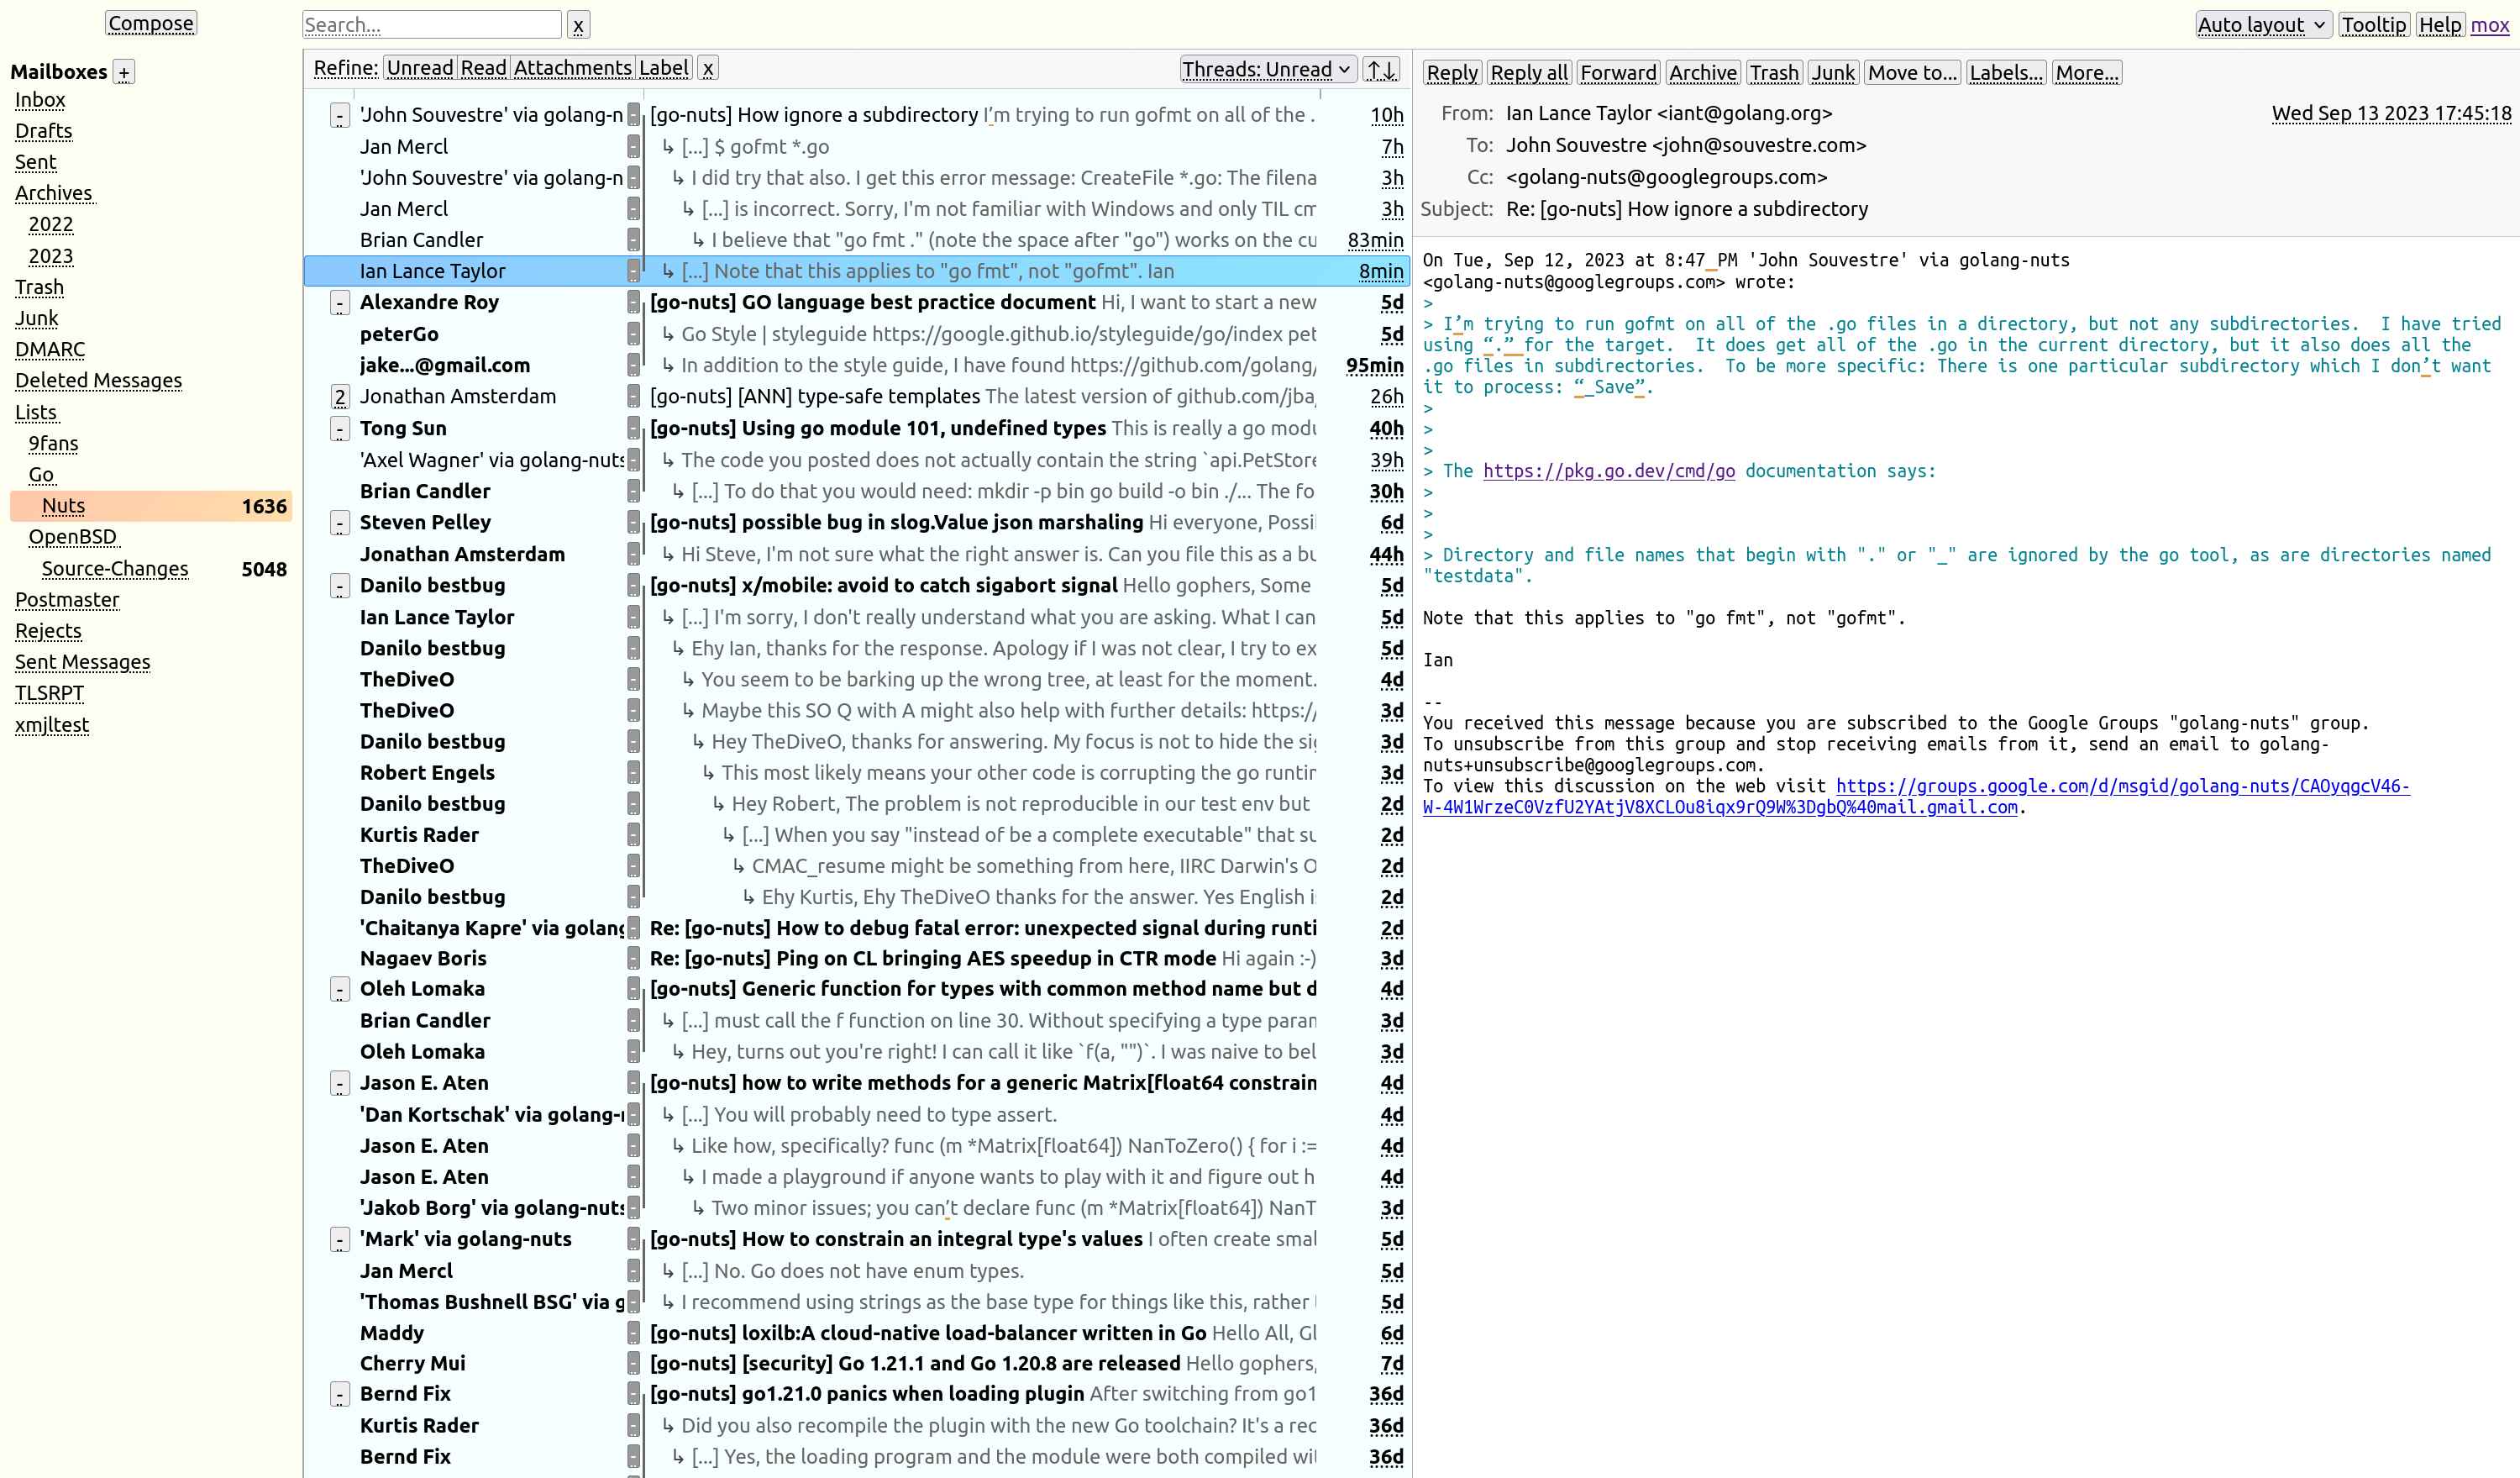 Compose
Search... x
Auto layout Tooltip Help mox
Mailboxes +
Inbox
Drafts
Sent
Archives
2022
2023
Trash
Junk
DMARC
Deleted Messages
Lists
9fans
Go
Nuts 1636
OpenBSD
Source-Changes 5048
Postmaster
Rejects
Sent Messages
TLSRPT
xmjltest
Refine: Unread Read Attachments Label x Threads: Unread ↑↓
- 'John Souvestre' via golang-n - [go-nuts] How ignore a subdirectory I’m trying to run gofmt on all of the . 10h
Jan Mercl - ↳ [...] $ gofmt *.go 7h
'John Souvestre' via golang-n - ↳ I did try that also. I get this error message: CreateFile *.go: The filena 3h
Jan Mercl - ↳ [...] is incorrect. Sorry, I'm not familiar with Windows and only TIL cm 3h
Brian Candler - ↳ I believe that "go fmt ." (note the space after "go") works on the cu 83min
Ian Lance Taylor - ↳ [...] Note that this applies to "go fmt", not "gofmt". Ian 8min
- Alexandre Roy - [go-nuts] GO language best practice document Hi, I want to start a new 5d
peterGo - ↳ Go Style | styleguide https://google.github.io/styleguide/go/index pet 5d
jake...@gmail.com - ↳ In addition to the style guide, I have found https://github.com/golang/ 95min
2 Jonathan Amsterdam - [go-nuts] [ANN] type-safe templates The latest version of github.com/jba, 26h
- Tong Sun - [go-nuts] Using go module 101, undefined types This is really a go modu 40h
'Axel Wagner' via golang-nuts - ↳ The code you posted does not actually contain the string `api.PetStore 39h
Brian Candler - ↳ [...] To do that you would need: mkdir -p bin go build -o bin ./... The fo 30h
- Steven Pelley - [go-nuts] possible bug in slog.Value json marshaling Hi everyone, Possi 6d
Jonathan Amsterdam - ↳ Hi Steve, I'm not sure what the right answer is. Can you file this as a bu 44h
- Danilo bestbug - [go-nuts] x/mobile: avoid to catch sigabort signal Hello gophers, Some 5d
Ian Lance Taylor - ↳ [...] I'm sorry, I don't really understand what you are asking. What I can 5d
Danilo bestbug - ↳ Ehy Ian, thanks for the response. Apology if I was not clear, I try to ex 5d
TheDiveO - ↳ You seem to be barking up the wrong tree, at least for the moment. 4d
TheDiveO - ↳ Maybe this SO Q with A might also help with further details: https:// 3d
Danilo bestbug - ↳ Hey TheDiveO, thanks for answering. My focus is not to hide the sig 3d
Robert Engels - ↳ This most likely means your other code is corrupting the go runtin 3d
Danilo bestbug - ↳ Hey Robert, The problem is not reproducible in our test env but 2d
Kurtis Rader - ↳ [...] When you say "instead of be a complete executable" that su 2d
TheDiveO - ↳ CMAC_resume might be something from here, IIRC Darwin's O 2d
Danilo bestbug - ↳ Ehy Kurtis, Ehy TheDiveO thanks for the answer. Yes English i 2d
'Chaitanya Kapre' via golang - Re: [go-nuts] How to debug fatal error: unexpected signal during runti 2d
Nagaev Boris - Re: [go-nuts] Ping on CL bringing AES speedup in CTR mode Hi again :-) 3d
- Oleh Lomaka - [go-nuts] Generic function for types with common method name but d 4d
Brian Candler - ↳ [...] must call the f function on line 30. Without specifying a type paran 3d
Oleh Lomaka - ↳ Hey, turns out you're right! I can call it like `f(a, "")`. I was naive to bel 3d
- Jason E. Aten - [go-nuts] how to write methods for a generic Matrix[float64 constrain 4d
'Dan Kortschak' via golang-n - ↳ [...] You will probably need to type assert. 4d
Jason E. Aten - ↳ Like how, specifically? func (m *Matrix[float64]) NanToZero() { for i := 4d
Jason E. Aten - ↳ I made a playground if anyone wants to play with it and figure out h 4d
'Jakob Borg' via golang-nuts - ↳ Two minor issues; you can’t declare func (m *Matrix[float64]) NanT 3d
- 'Mark' via golang-nuts - [go-nuts] How to constrain an integral type's values I often create smal 5d
Jan Mercl - ↳ [...] No. Go does not have enum types. 5d
'Thomas Bushnell BSG' via g - ↳ I recommend using strings as the base type for things like this, rather 5d
Maddy - [go-nuts] loxilb:A cloud-native load-balancer written in Go Hello All, Gl 6d
Cherry Mui - [go-nuts] [security] Go 1.21.1 and Go 1.20.8 are released Hello gophers, 7d
- Bernd Fix - [go-nuts] go1.21.0 panics when loading plugin After switching from go1 36d
Kurtis Rader - ↳ Did you also recompile the plugin with the new Go toolchain? It's a rec 36d
Bernd Fix - ↳ [...] Yes, the loading program and the module were both compiled wi 36d
Reply Reply all Forward Archive Trash Junk Move to... Labels... More...
From: Ian Lance Taylor <iant@golang.org> Wed Sep 13 2023 17:45:18
To: John Souvestre <john@souvestre.com>
Cc: <golang-nuts@googlegroups.com>
Subject: Re: [go-nuts] How ignore a subdirectory
On Tue, Sep 12, 2023 at 8:47 PM 'John Souvestre' via golang-nuts
<golang-nuts@googlegroups.com> wrote:
>
> I’m trying to run gofmt on all of the .go files in a directory, but not any subdirectories.  I have tried
using “.” for the target.  It does get all of the .go in the current directory, but it also does all the
.go files in subdirectories.  To be more specific: There is one particular subdirectory which I don’t want
it to process: “_Save”.
>
>
>
> The https://pkg.go.dev/cmd/go documentation says:
>
>
>
> Directory and file names that begin with "." or "_" are ignored by the go tool, as are directories named
"testdata".
Note that this applies to "go fmt", not "gofmt".
Ian
--
You received this message because you are subscribed to the Google Groups "golang-nuts" group.
To unsubscribe from this group and stop receiving emails from it, send an email to golang-
nuts+unsubscribe@googlegroups.com.
To view this discussion on the web visit https://groups.google.com/d/msgid/golang-nuts/CAOyqgcV46-
W-4W1WrzeC0VzfU2YAtjV8XCLOu8iqx9rQ9W%3DgbQ%40mail.gmail.com.